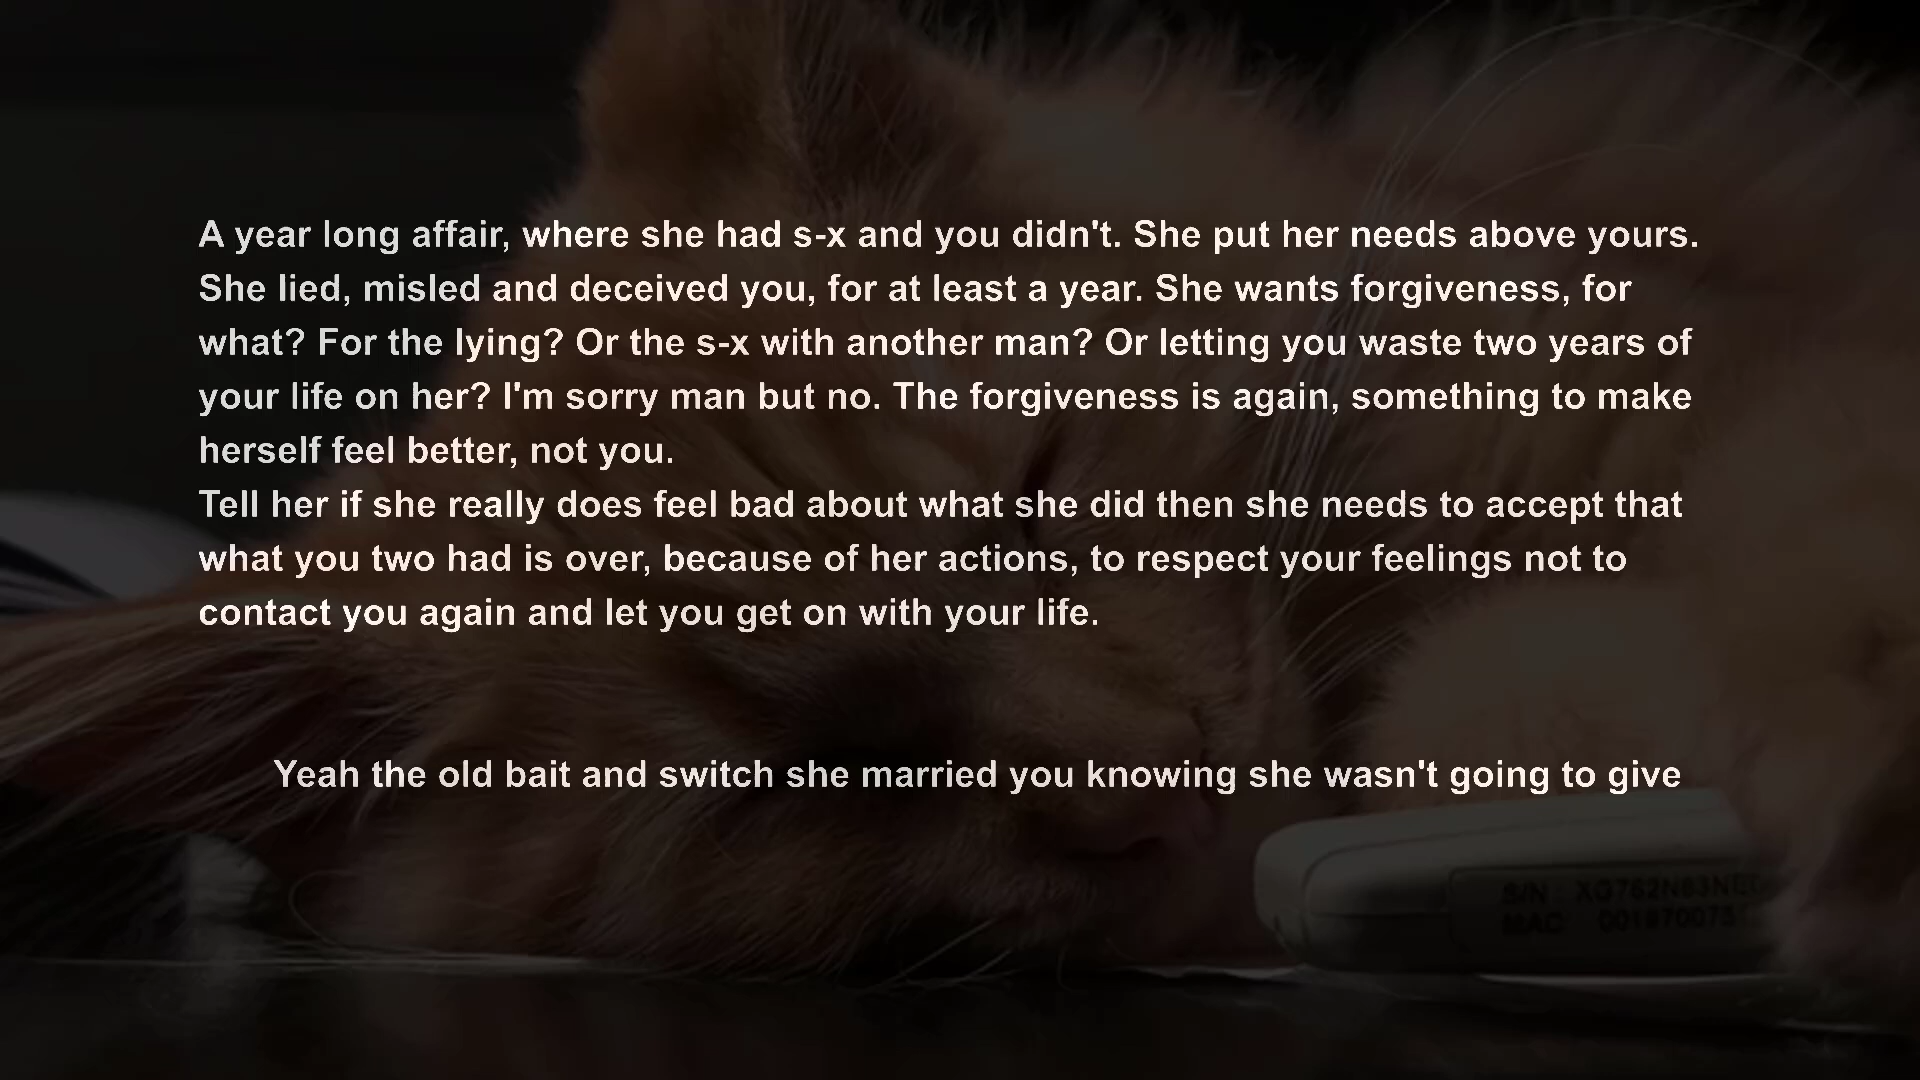 A year long affair, where she had s-x and you didn't. She put her needs above yours.
She lied, misled and deceived you, for at least a year. She wants forgiveness, for
what? For the lying? Or the s-x with another man? Or letting you waste two years of
your life on her? I'm sorry man but no. The forgiveness is again, something to make
herself feel better, not you.
Tell her if she really does feel bad about what she did then she needs to accept that
what you two had is over, because of her actions, to respect your feelings not to
contact you again and let you get on with your life.
Yeah the old bait and switch she married you knowing she wasn't going to give
S/N
MAC